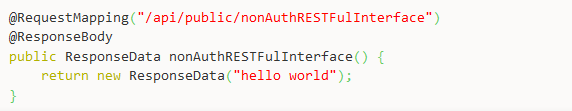 @RequestMapping("/api/public/nonAuthRESTFulInterface")
@ResponseBody
public ResponseData nonAuthRESTFulInterface() {
    return new ResponseData("hello world");
}